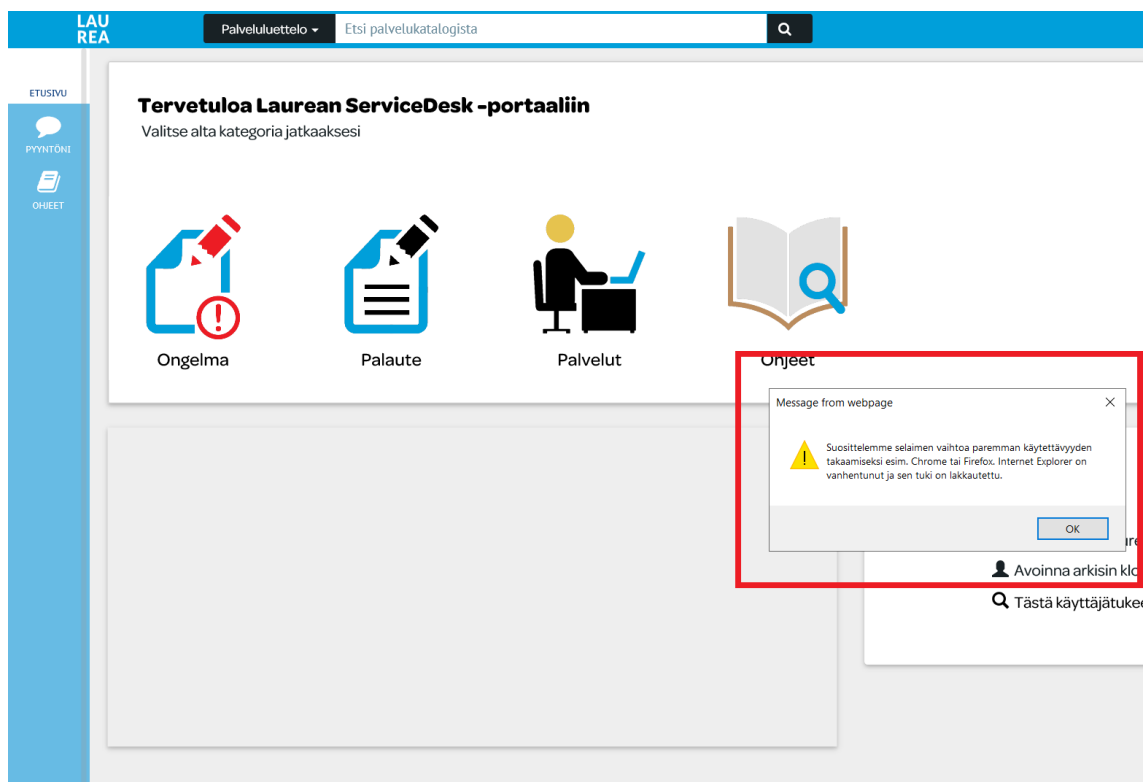 LAU
REA
Palveluluettelo
Etsi palvelukatalogista
ETUSIVU
PYYNTÖNI
OHJEET
Tervetuloa Laurean ServiceDesk -portaaliin
Valitse alta kategoria jatkaaksesi
Ongelma
Palaute
Palvelut
Ohjeet
Message from webpage
Suosittelemme selaimen vaihtoa paremman käytettävyyden
takaamiseksi esim. Chrome tai Firefox. Internet Explorer on
vanhentunut ja sen tuki on lakkautettu.
OK
Avoinna arkisin
Tästä